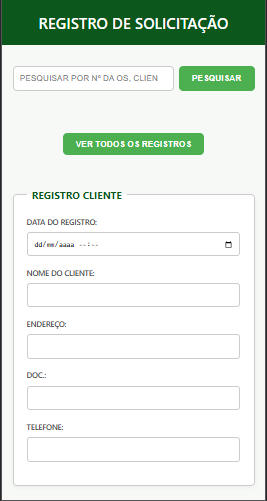 REGISTRO DE SOLICITAÇÃO
PESQUISAR POR Nº DA OS, CLIEN
PESQUISAR
VER TODOS OS REGISTROS
REGISTRO CLIENTE
DATA DO REGISTRO:
dd/mm/aaaa --:--
NOME DO CLIENTE:
ENDEREÇO:
DOC.:
TELEFONE: